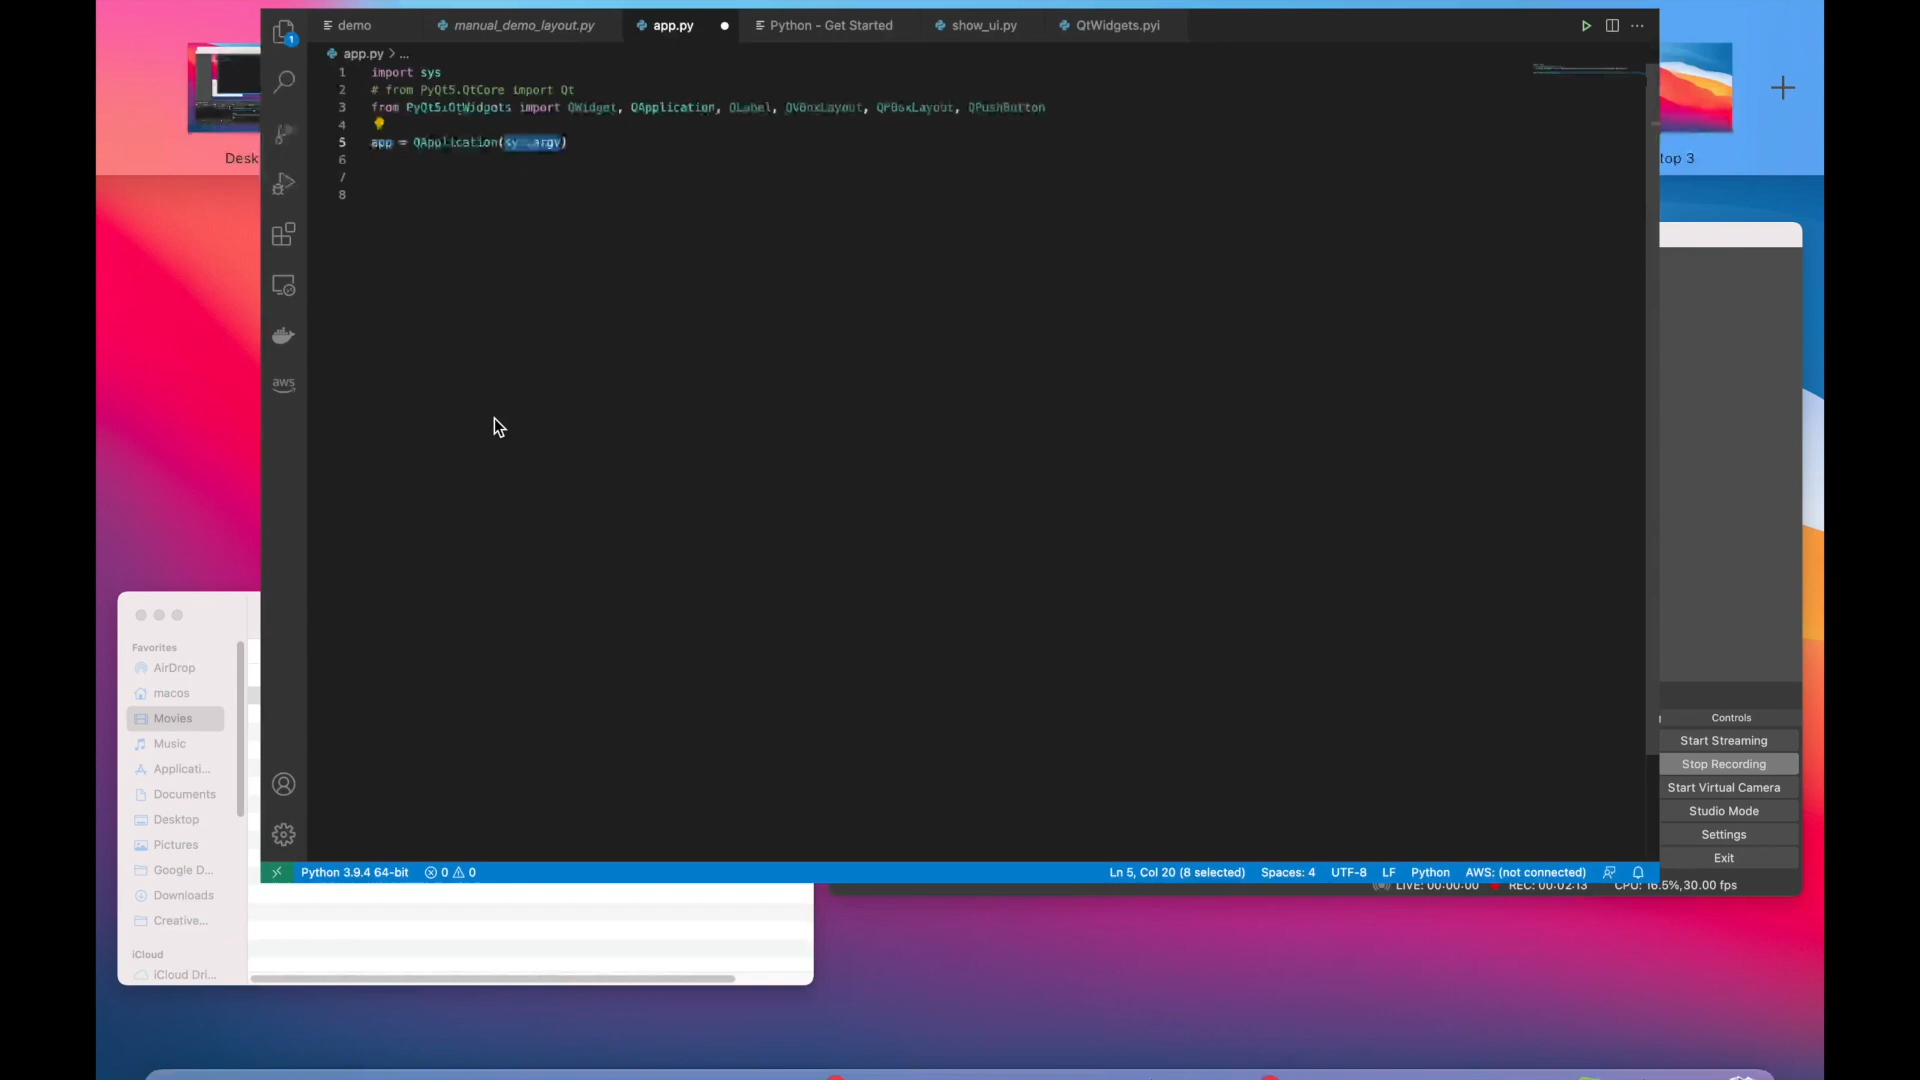 demo
manual_demo_layout.py
app.py
Python - Get Started
show_ui.py
QtWidgets.pyi
app.py > ...
1 import sys
2 # from PyQt5.QtCore import Qt
3 from PyQt5.QtWidgets import QWidget, QApplication, QLabel, QVBoxLayout, QHBoxLayout, QPushButton
4
5 app = QApplication(sys.argv)
6
7
8
1
aws
Desk
top 3
Favorites
AirDrop
macos
Movies
Music
Applicati...
Documents
Desktop
Pictures
Google D...
Downloads
Creative...
iCloud
iCloud Dri...
Controls
Start Streaming
Stop Recording
Start Virtual Camera
Studio Mode
Settings
Exit
Python 3.9.4 64-bit 0 0
Ln 5, Col 20 (8 selected) Spaces: 4 UTF-8 LF Python AWS: (not connected)
LIVE: 00:00:00 REC: 00:02:13 CPU: 16.5%,30.00 fps